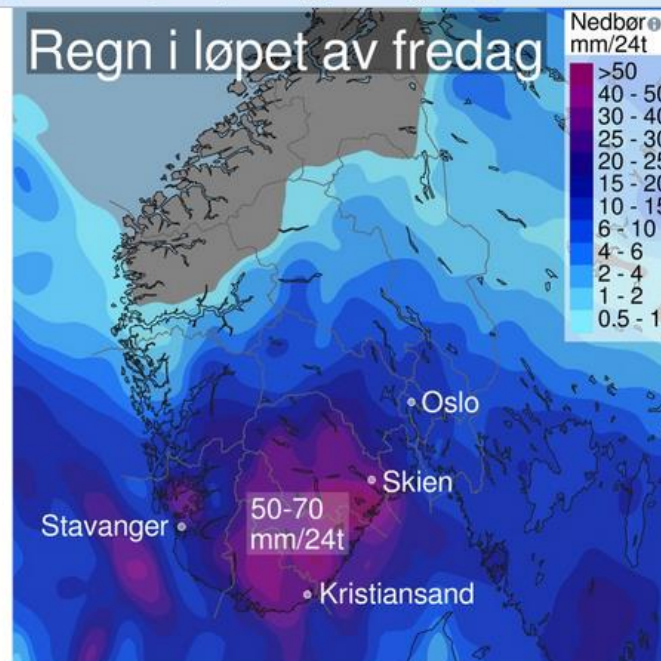 Regn i løpet av fredag
Nedbør
mm/24t
>50
40 - 50
30 - 40
25 - 30
20 - 25
15 - 20
10 - 15
6 - 10
4 - 6
2 - 4
1 - 2
0.5 - 1
Oslo
Skien
50-70
mm/24t
Stavanger
Kristiansand